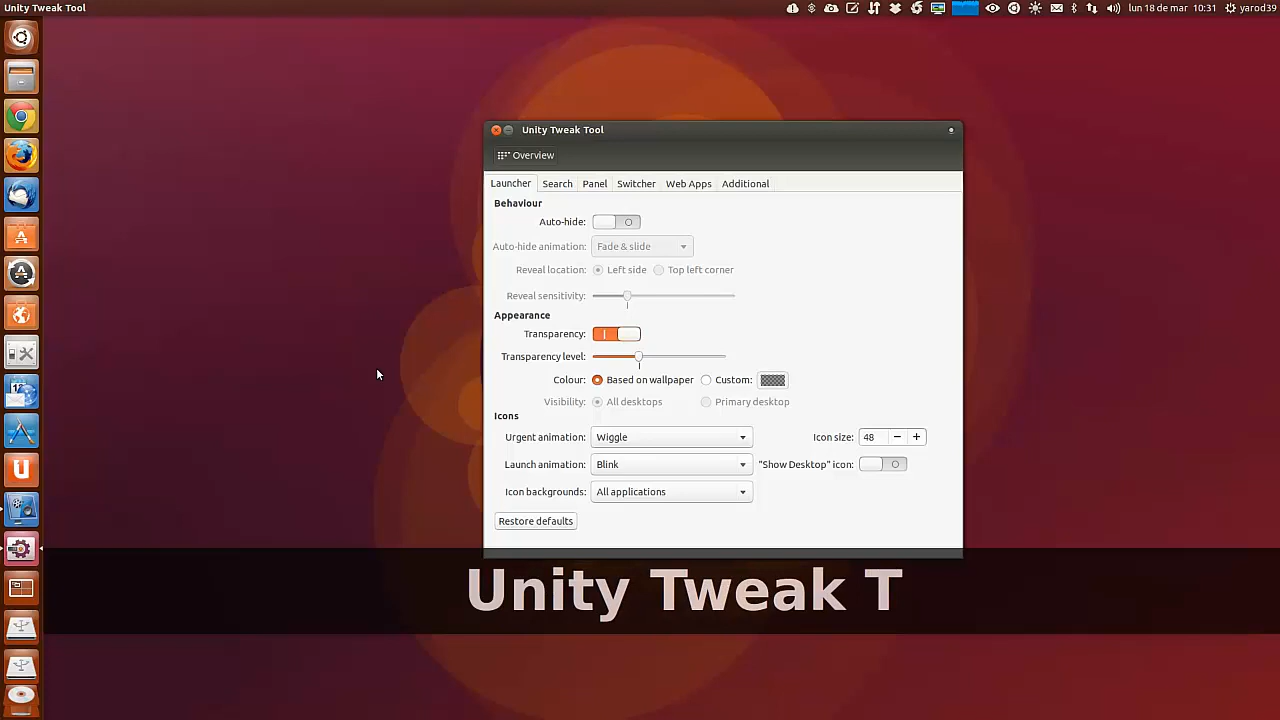 Unity Tweak Tool
lun 18 de mar 10:31 yarod39
Unity Tweak Tool
Overview
Launcher Search Panel Switcher Web Apps Additional
Behaviour
Auto-hide:
Auto-hide animation: Fade & slide
Reveal location: Left side Top left corner
Reveal sensitivity:
Appearance
Transparency:
Transparency level:
Colour: Based on wallpaper Custom:
Visibility: All desktops Primary desktop
Icons
Urgent animation: Wiggle Icon size: 48
Launch animation: Blink "Show Desktop" icon:
Icon backgrounds: All applications
Restore defaults
Unity Tweak T